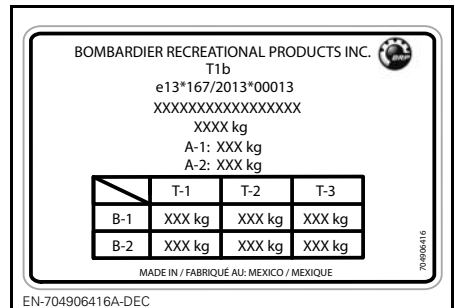 BOMBARDIER RECREATIONAL PRODUCTS INC.
BRP
T1b
e13*167/2013*00013
XXXXXXXXXXXXXXXXX
XXXX kg
A-1: XXX kg
A-2: XXX kg
T-1 T-2 T-3
B-1 XXX kg XXX kg XXX kg
B-2 XXX kg XXX kg XXX kg
MADE IN / FABRIQUÉ AU: MEXICO / MEXIQUE
704906416
EN-704906416A-DEC